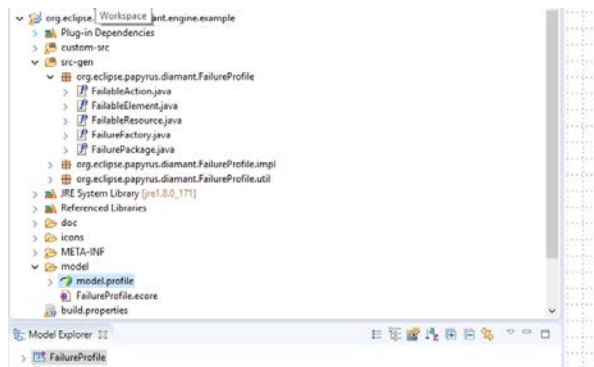 org.eclipse. Workspace ant.engine.example
Plug-in Dependencies
custom-src
src-gen
org.eclipse.papyrus.diamant.FailureProfile
FailableAction.java
FailableElement.java
FailableResource.java
FailureFactory.java
FailurePackage.java
org.eclipse.papyrus.diamant.FailureProfile.impl
org.eclipse.papyrus.diamant.FailureProfile.util
JRE System Library [jre1.8.0_171]
Referenced Libraries
doc
icons
META-INF
model
model.profile
FailureProfile.ecore
build.properties
Model Explorer
FailureProfile